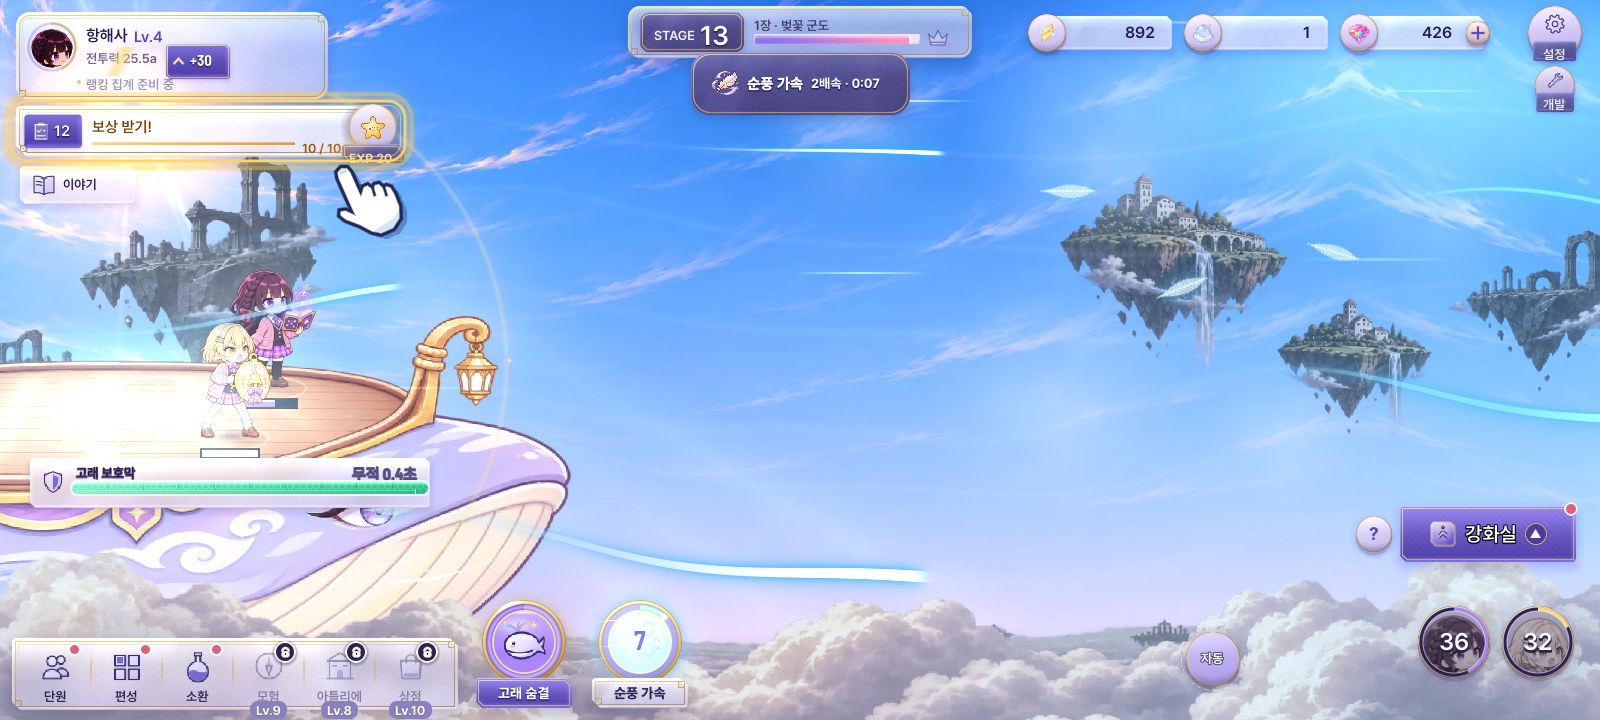 항해사 Lv.4
전투력 25.5a
+30
랭킹 집계 준비 중
12
보상 받기!
10 / 10
EXP 20
이야기
STAGE 13
1장 · 벚꽃 군도
순풍 가속 2배속 · 0:07
892
1
426
설정
개발
고래 보호막
무적 0.4초
?
강화실
단원
편성
소환
모험
Lv.9
아틀리에
Lv.8
상점
Lv.10
고래 숨결
7
순풍 가속
자동
36
32